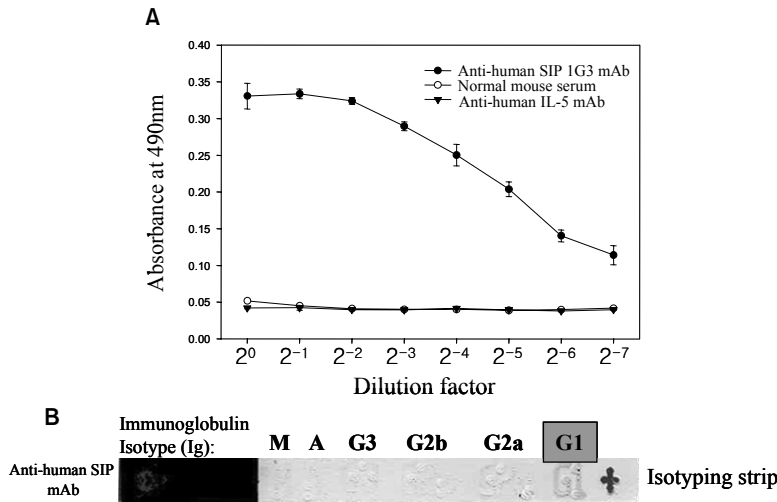 A
0.40
0.35
0.30
0.25
0.20
0.15
0.10
0.05
0.00
Absorbance at 490nm
Anti-human SIP 1G3 mAb
Normal mouse serum
Anti-human IL-5 mAb
2⁰ 2⁻¹ 2⁻² 2⁻³ 2⁻⁴ 2⁻⁵ 2⁻⁶ 2⁻⁷
Dilution factor
B
Immunoglobulin
Isotype (Ig): M A G3 G2b G2a G1
Anti-human SIP
mAb
Isotyping strip